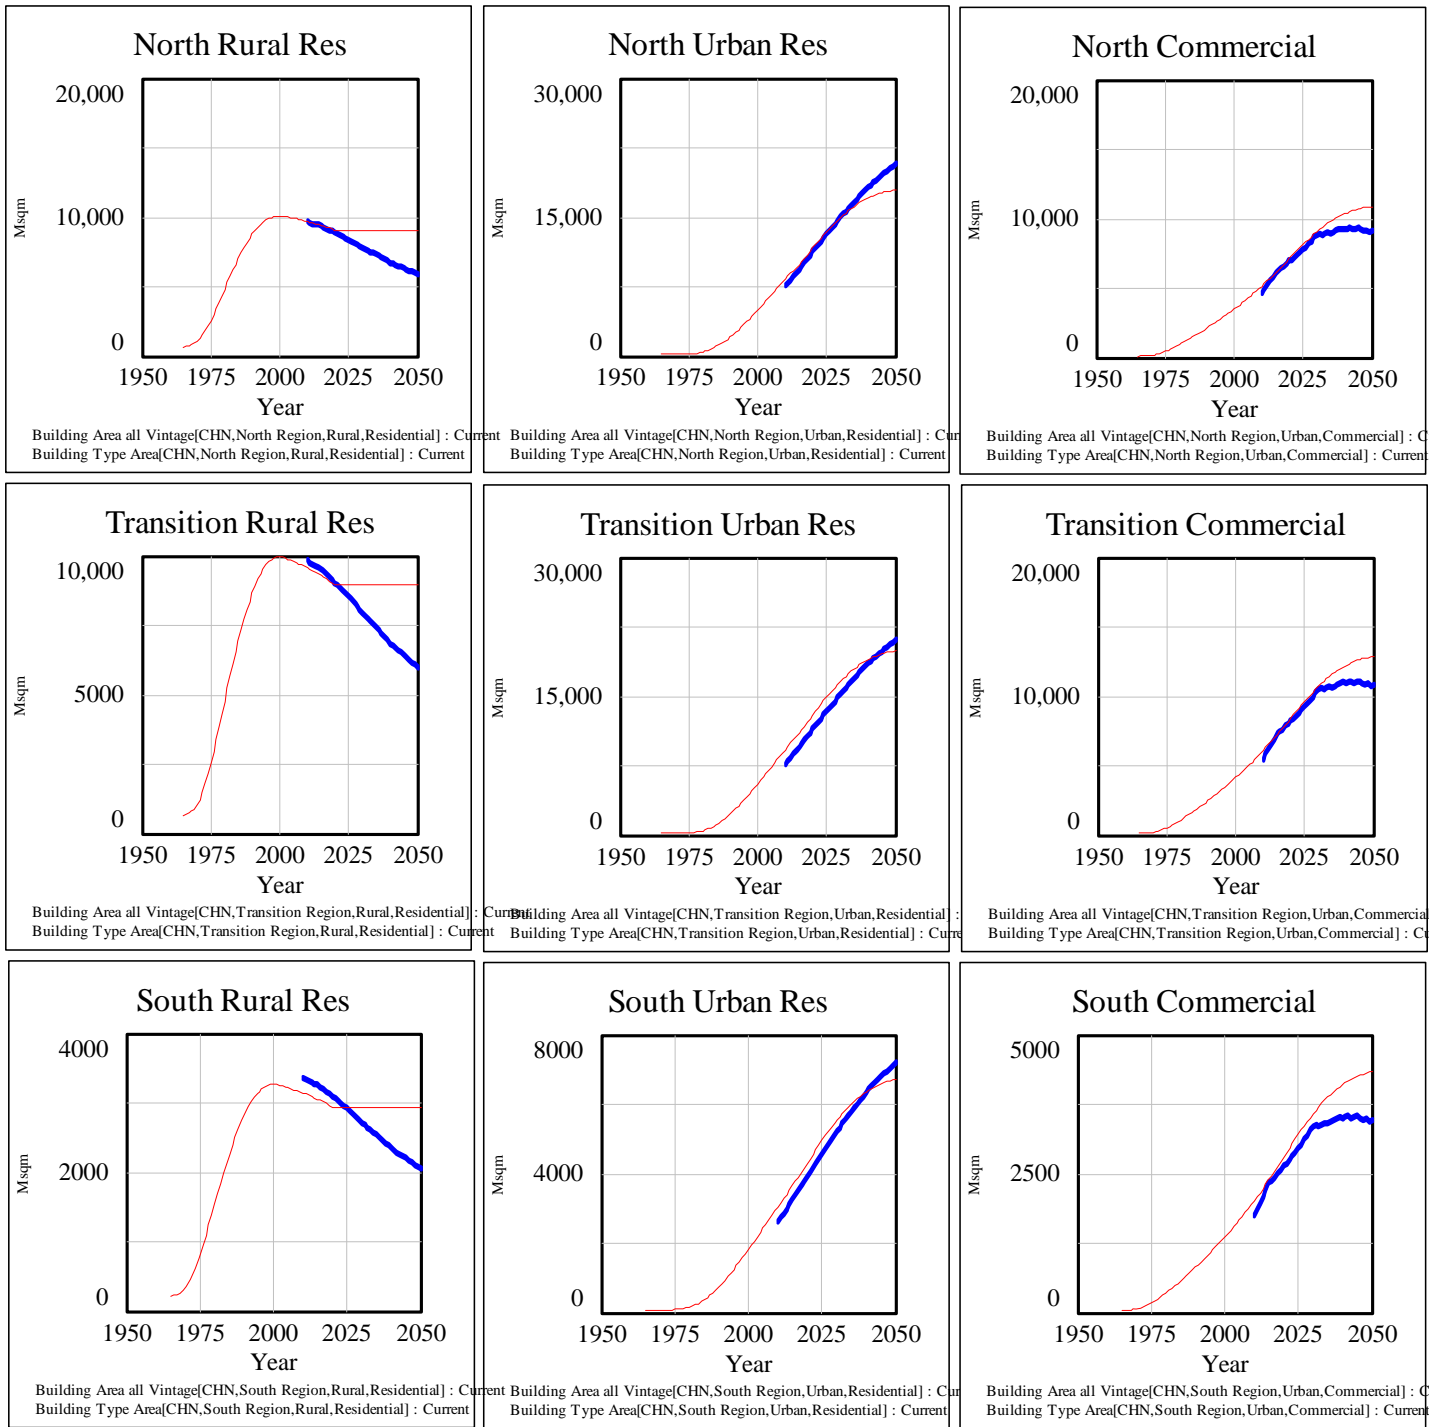 North Rural Res
20,000
10,000
0
Msqm
1950 1975 2000 2025 2050
Year
Building Area all Vintage[CHN,North Region,Rural,Residential] : Current
Building Type Area[CHN,North Region,Rural,Residential] : Current
North Urban Res
30,000
15,000
0
Msqm
1950 1975 2000 2025 2050
Year
Building Area all Vintage[CHN,North Region,Urban,Residential] : Cur
Building Type Area[CHN,North Region,Urban,Residential] : Current
North Commercial
20,000
10,000
0
Msqm
1950 1975 2000 2025 2050
Year
Building Area all Vintage[CHN,North Region,Urban,Commercial] : C
Building Type Area[CHN,North Region,Urban,Commercial] : Current
Transition Rural Res
10,000
5000
0
Msqm
1950 1975 2000 2025 2050
Year
Building Area all Vintage[CHN,Transition Region,Rural,Residential] : Current
Building Type Area[CHN,Transition Region,Rural,Residential] : Current
Transition Urban Res
30,000
15,000
0
Msqm
1950 1975 2000 2025 2050
Year
Building Area all Vintage[CHN,Transition Region,Urban,Residential] :
Building Type Area[CHN,Transition Region,Urban,Residential] : Curre
Transition Commercial
20,000
10,000
0
Msqm
1950 1975 2000 2025 2050
Year
Building Area all Vintage[CHN,Transition Region,Urban,Commercial
Building Type Area[CHN,Transition Region,Urban,Commercial] : Cu
South Rural Res
4000
2000
0
Msqm
1950 1975 2000 2025 2050
Year
Building Area all Vintage[CHN,South Region,Rural,Residential] : Current
Building Type Area[CHN,South Region,Rural,Residential] : Current
South Urban Res
8000
4000
0
Msqm
1950 1975 2000 2025 2050
Year
Building Area all Vintage[CHN,South Region,Urban,Residential] : Cur
Building Type Area[CHN,South Region,Urban,Residential] : Current
South Commercial
5000
2500
0
Msqm
1950 1975 2000 2025 2050
Year
Building Area all Vintage[CHN,South Region,Urban,Commercial] : C
Building Type Area[CHN,South Region,Urban,Commercial] : Current